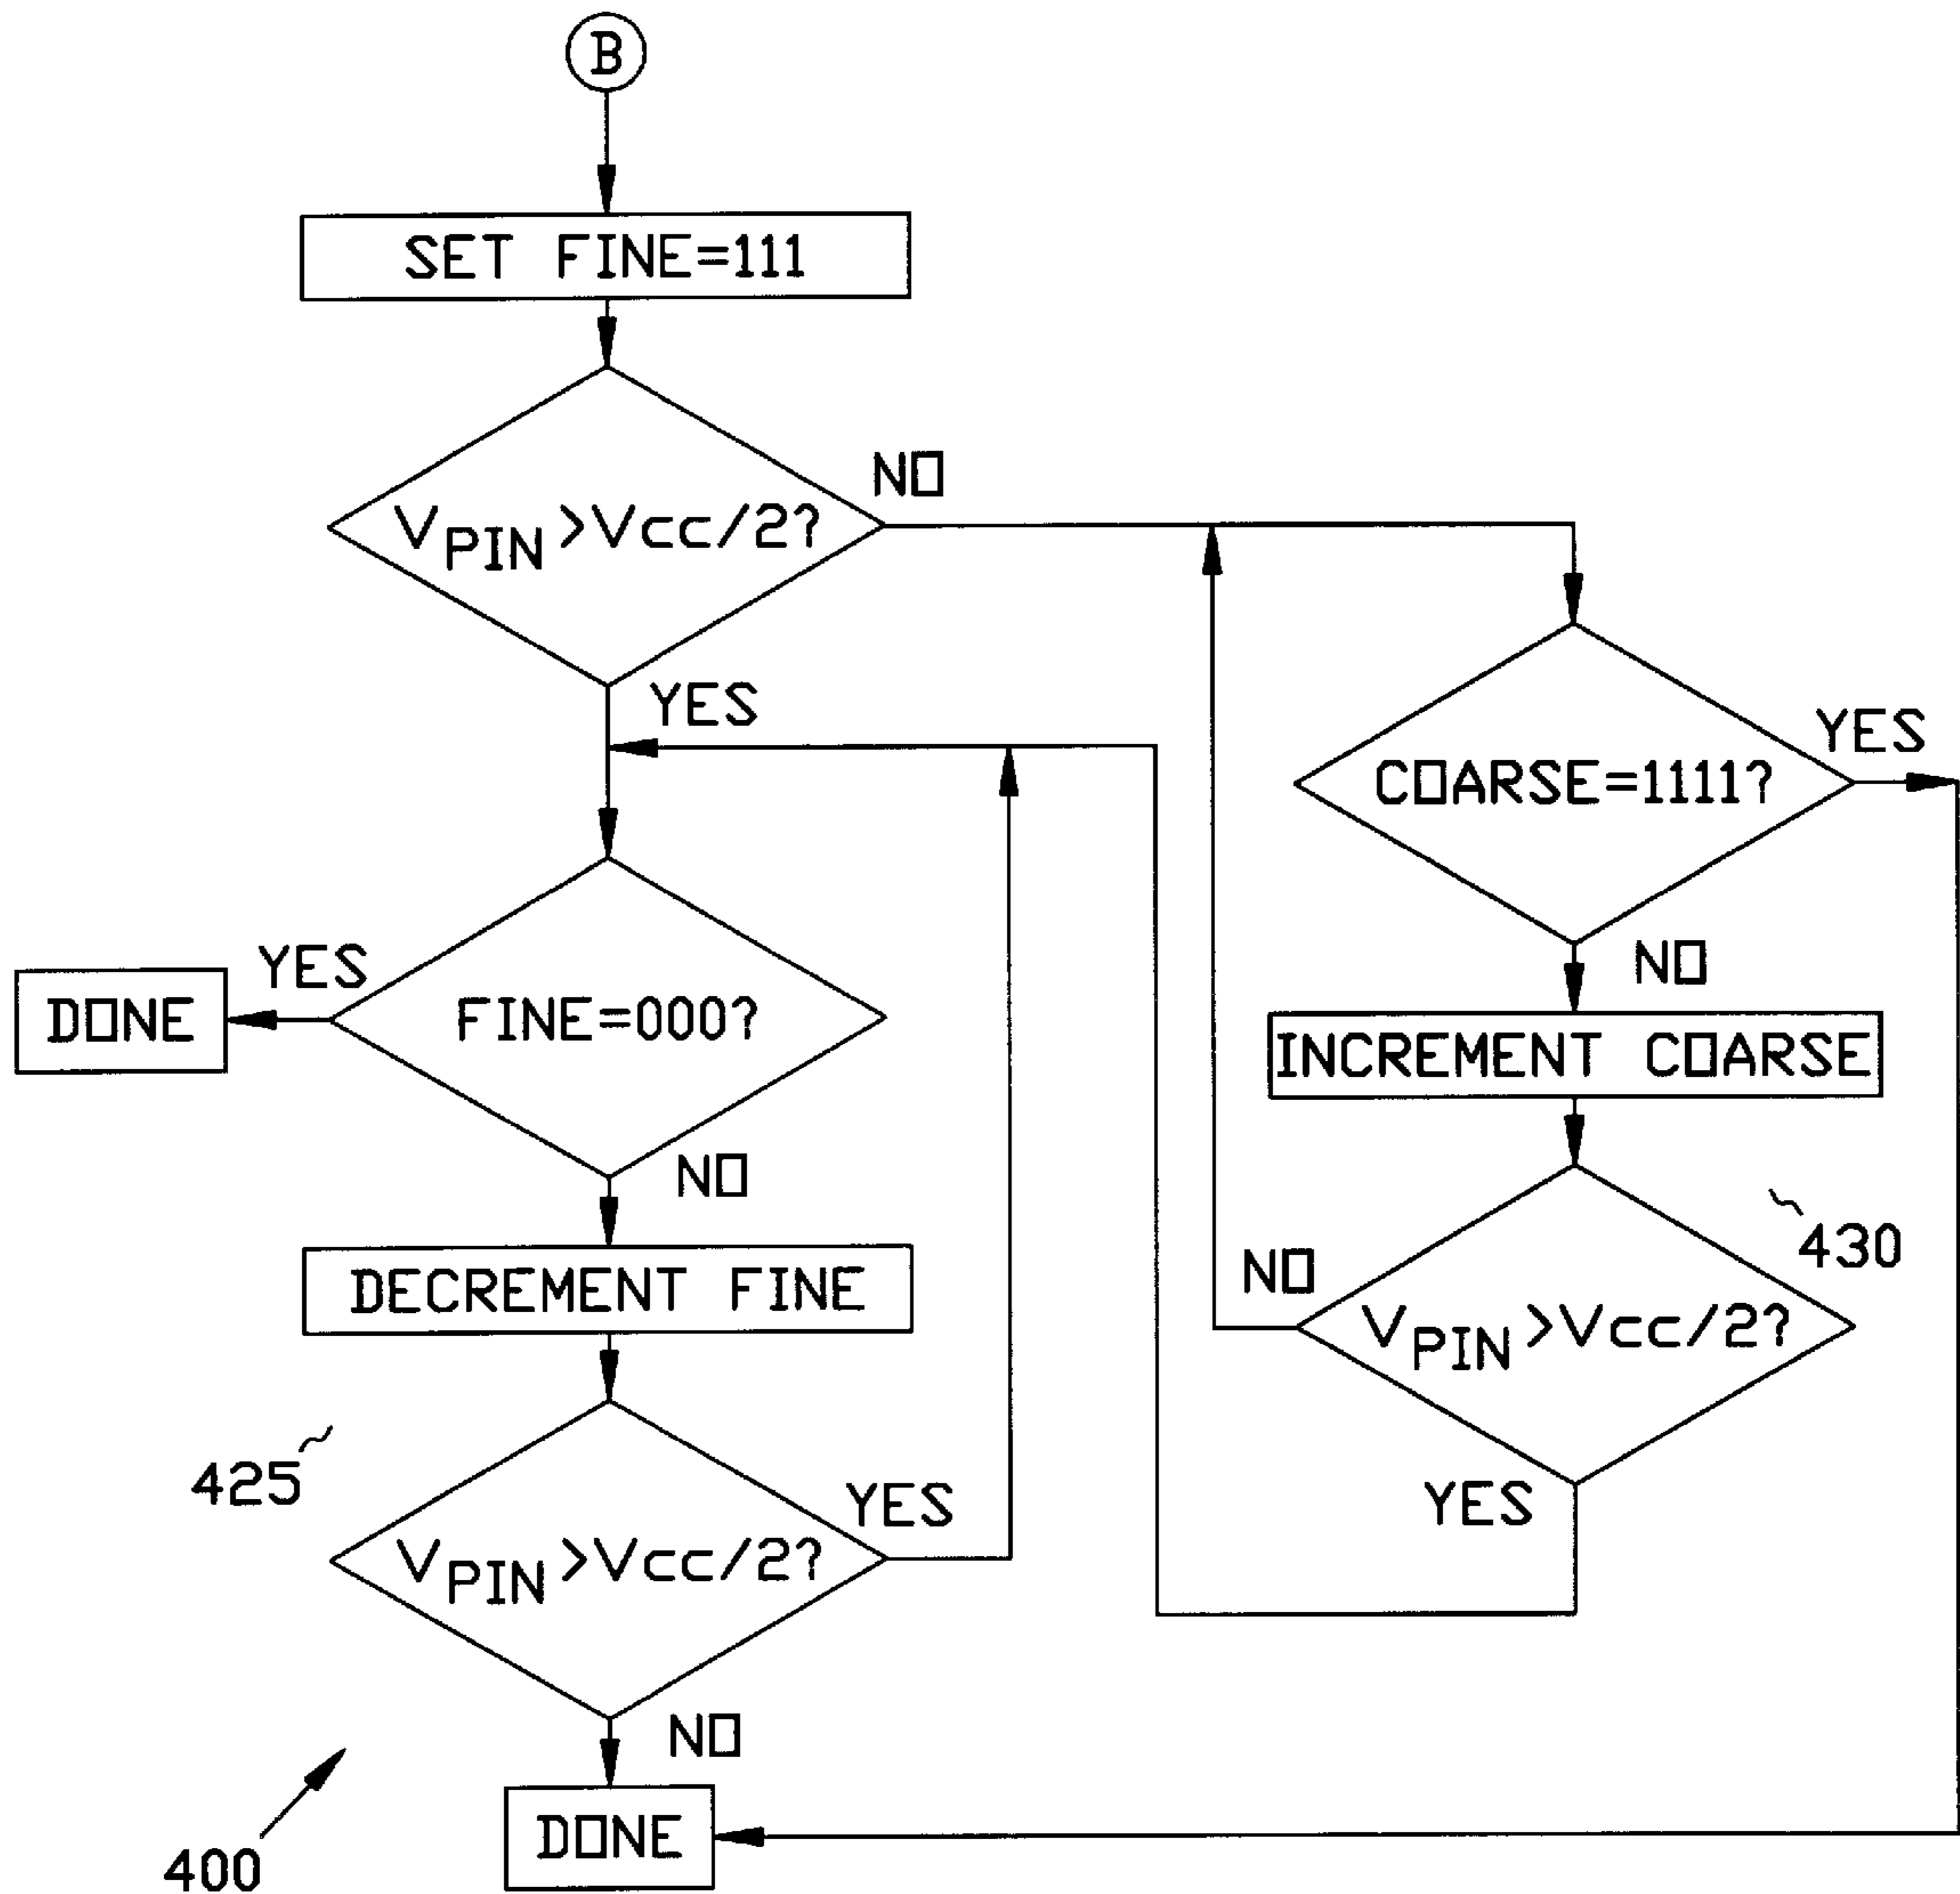 B
SET FINE=111
NO
VPIN>Vcc/2?
YES
YES
COARSE=1111?
YES
NO
DONE
FINE=000?
INCREMENT COARSE
NO
430
DECREMENT FINE
NO
VPIN>Vcc/2?
425
YES
YES
VPIN>Vcc/2?
NO
DONE
400